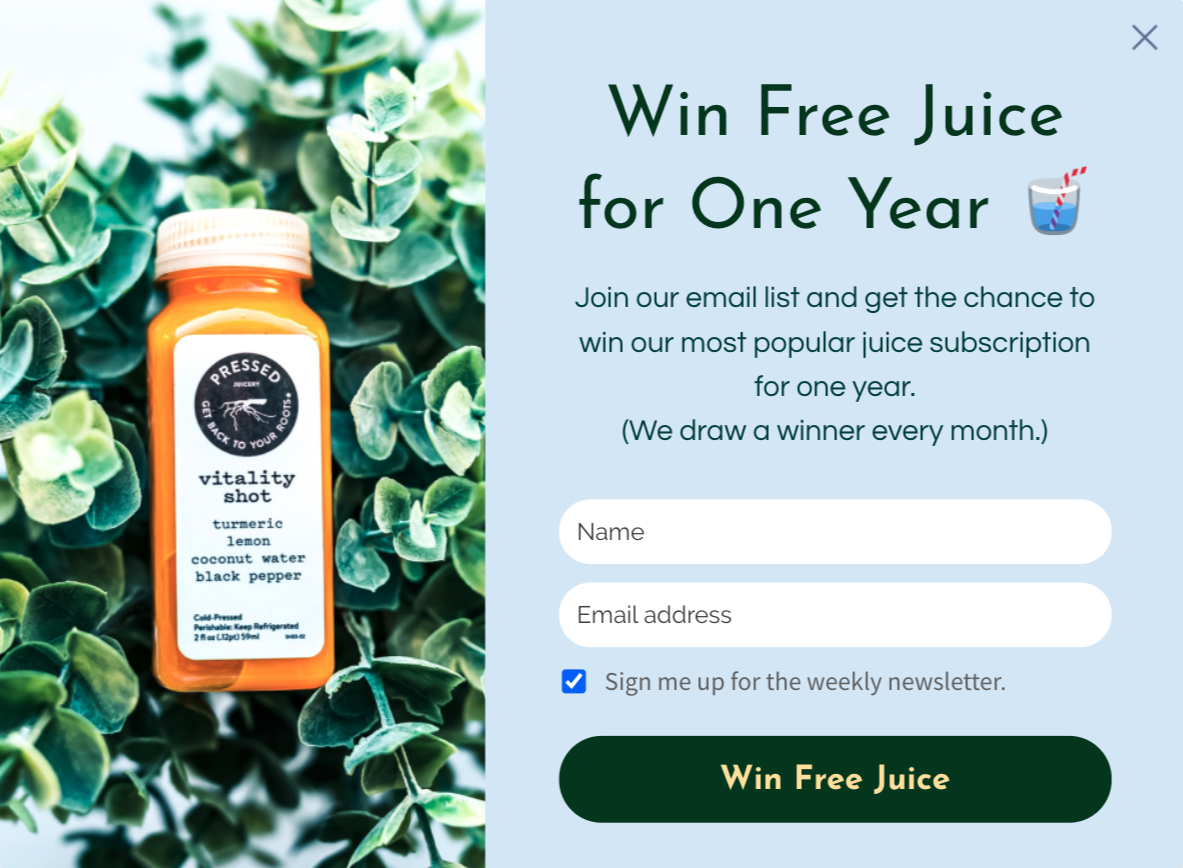 Win Free Juice
for One Year
Join our email list and get the chance to
win our most popular juice subscription
for one year.
(We draw a winner every month.)
Name
Email address
Sign me up for the weekly newsletter.
Win Free Juice
PRESSED
JUICERY
GET BACK TO YOUR ROOTS
vitality
shot
turmeric
lemon
coconut water
black pepper
Cold-Pressed
Perishable: Keep Refrigerated
2 fl oz (.12pt) 59ml